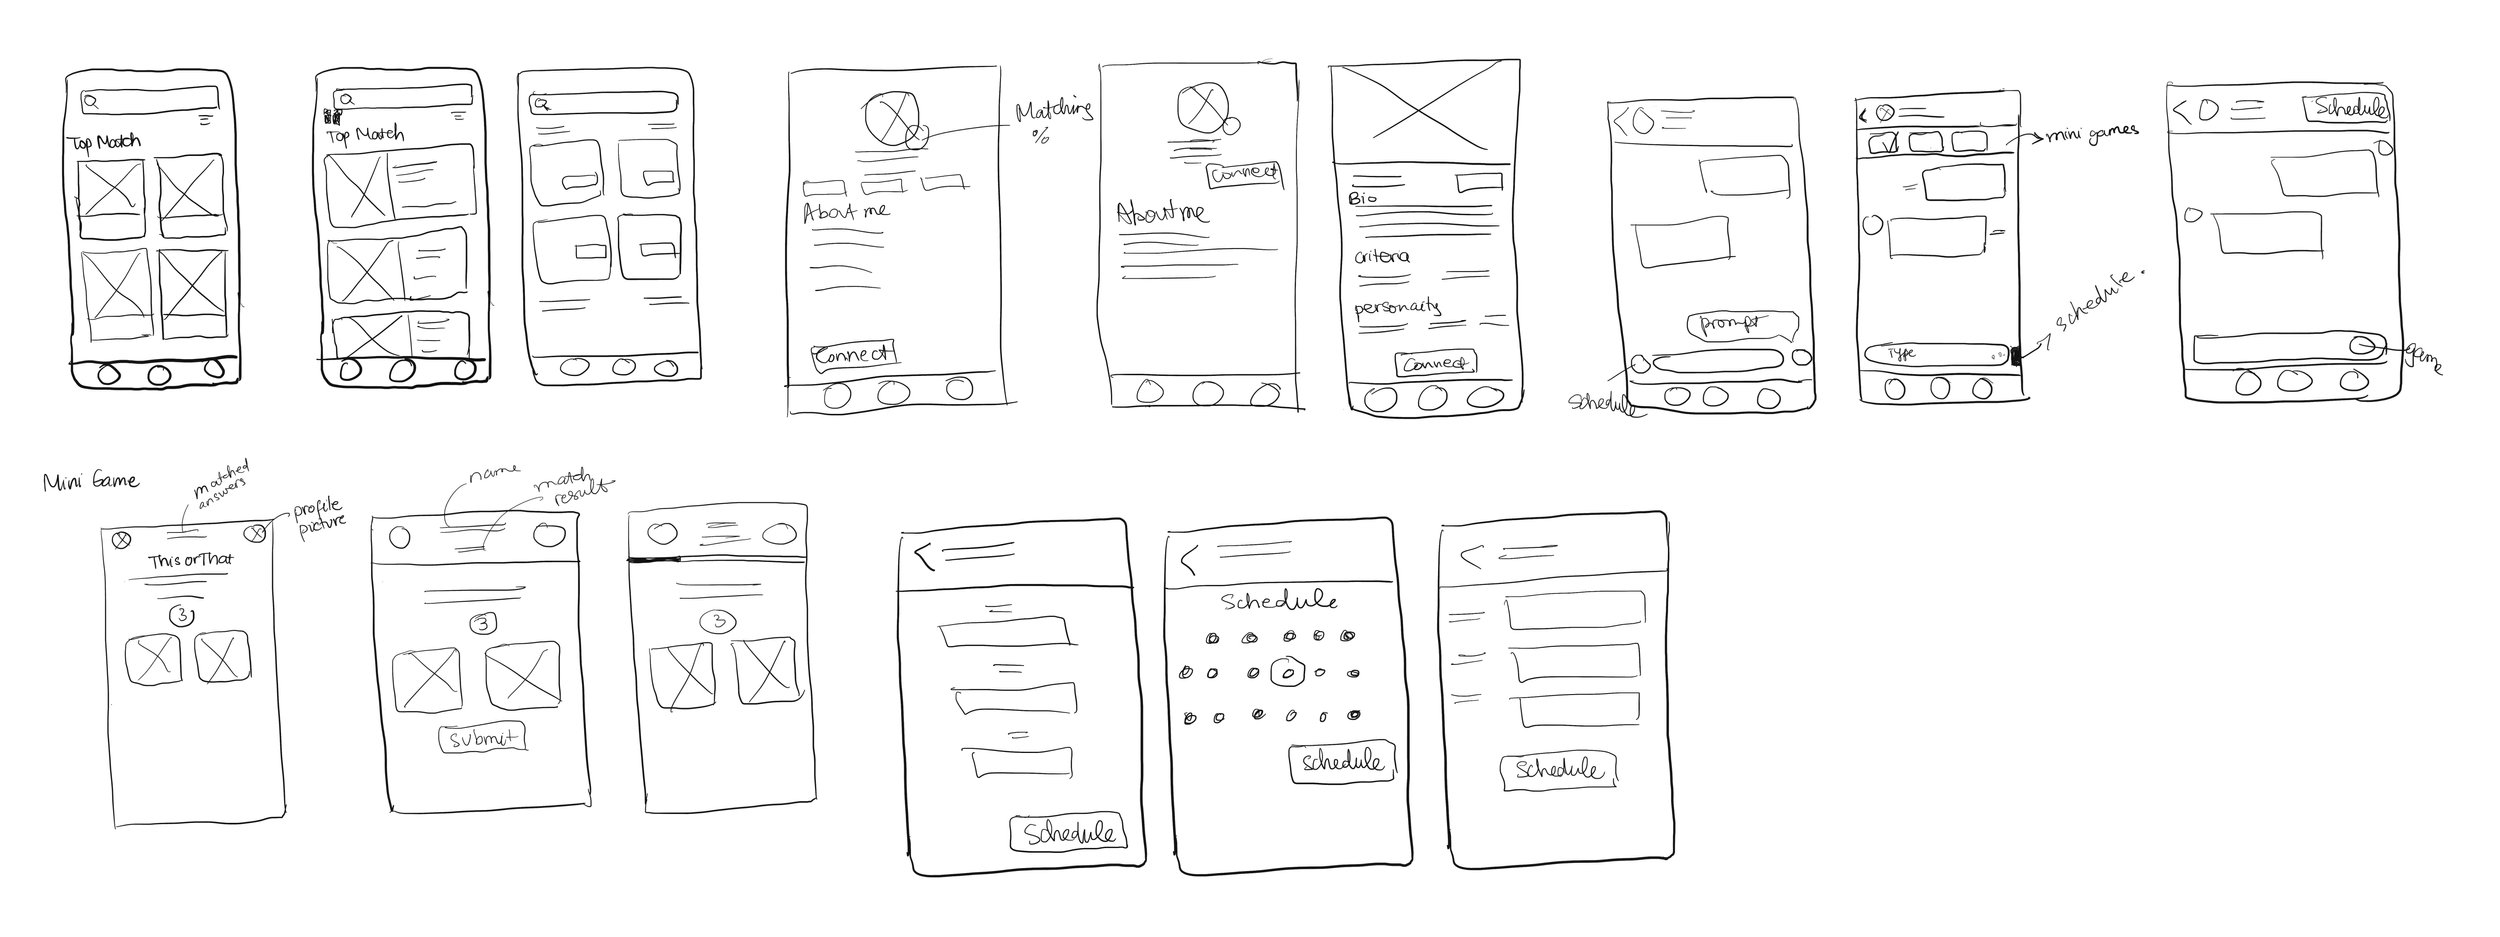 Top Match
Top Match
Matching
%
About me
Connect
Connect
About me
Bio
criteria
personaity
Connect
prompt
schedule
mini games
Type
schedule.
Schedule
game
Mini Game
matched
answers
profile
picture
This or That
3
name
match
result
3
submit
3
Schedule
Schedule
schedule
Schedule